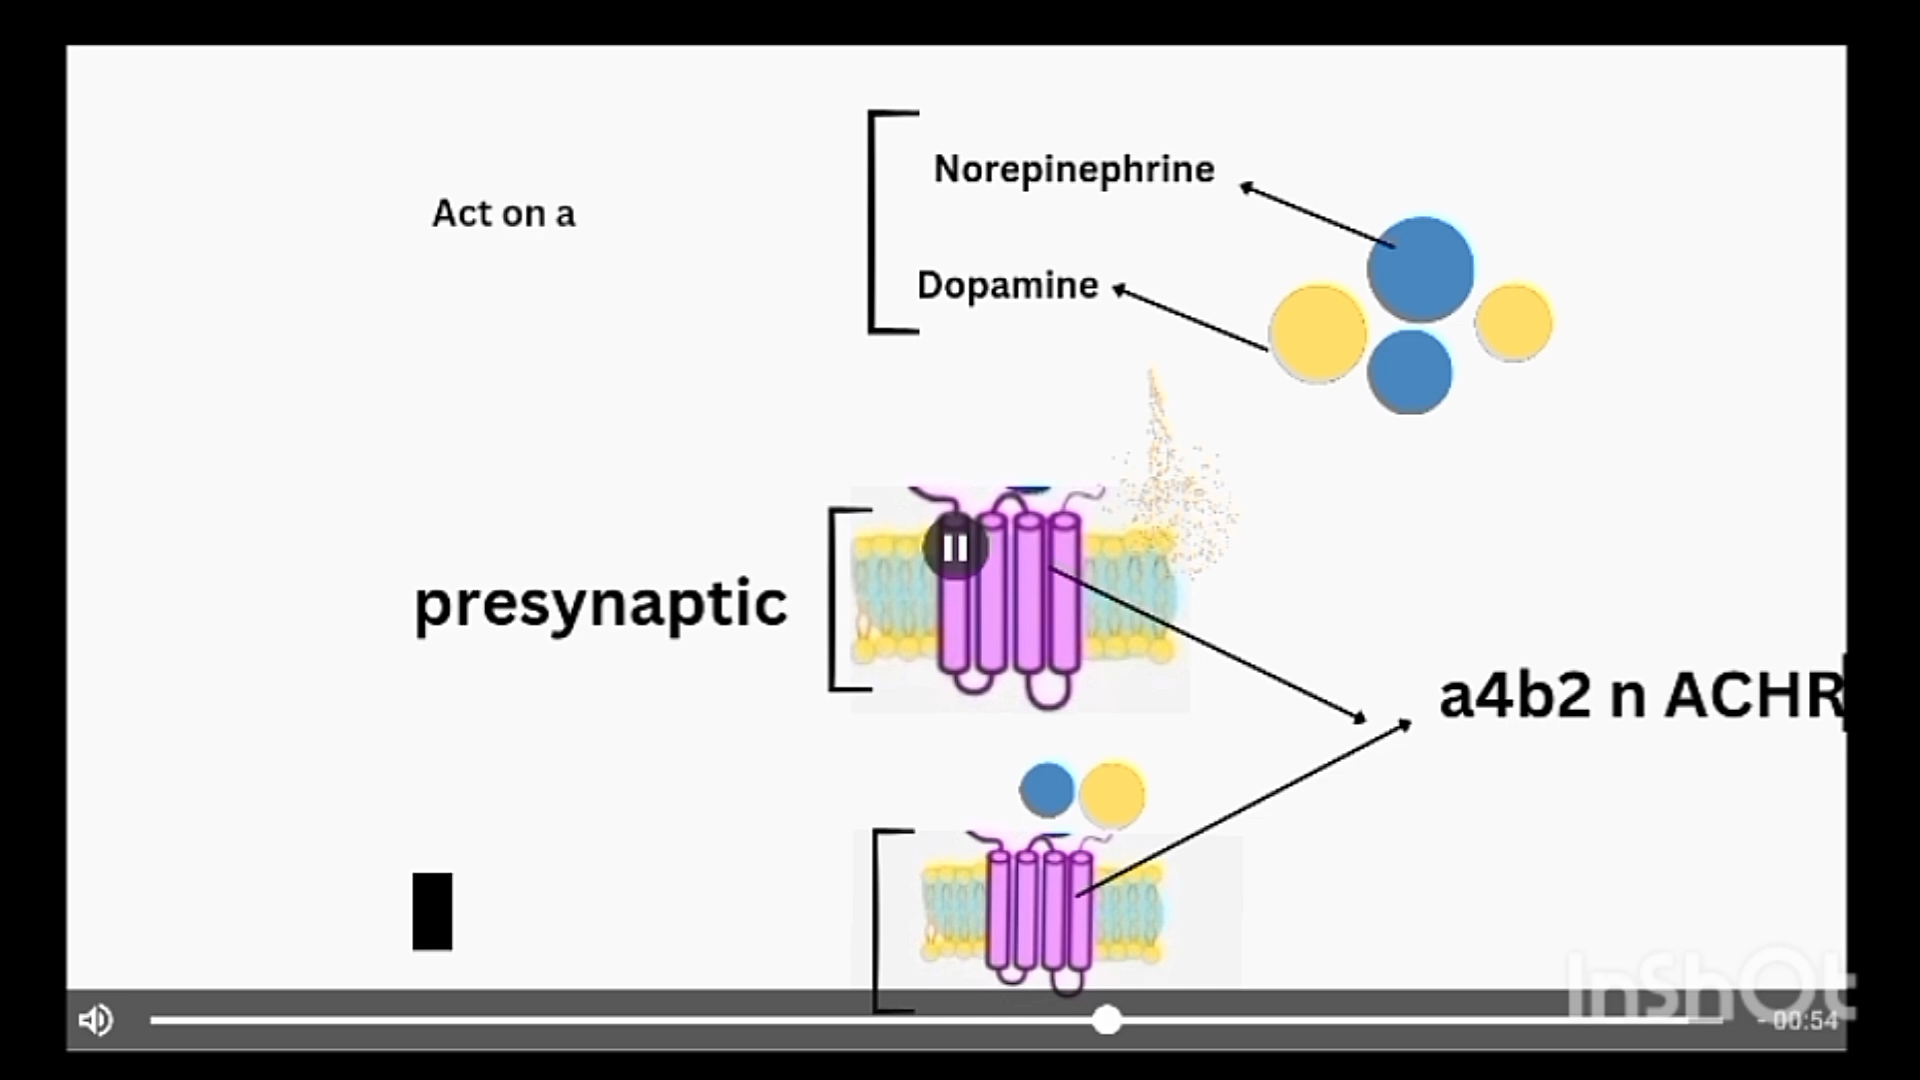 Norepinephrine
Act on a
Dopamine
presynaptic
a4b2 n ACHR
InShOt
- 00:54